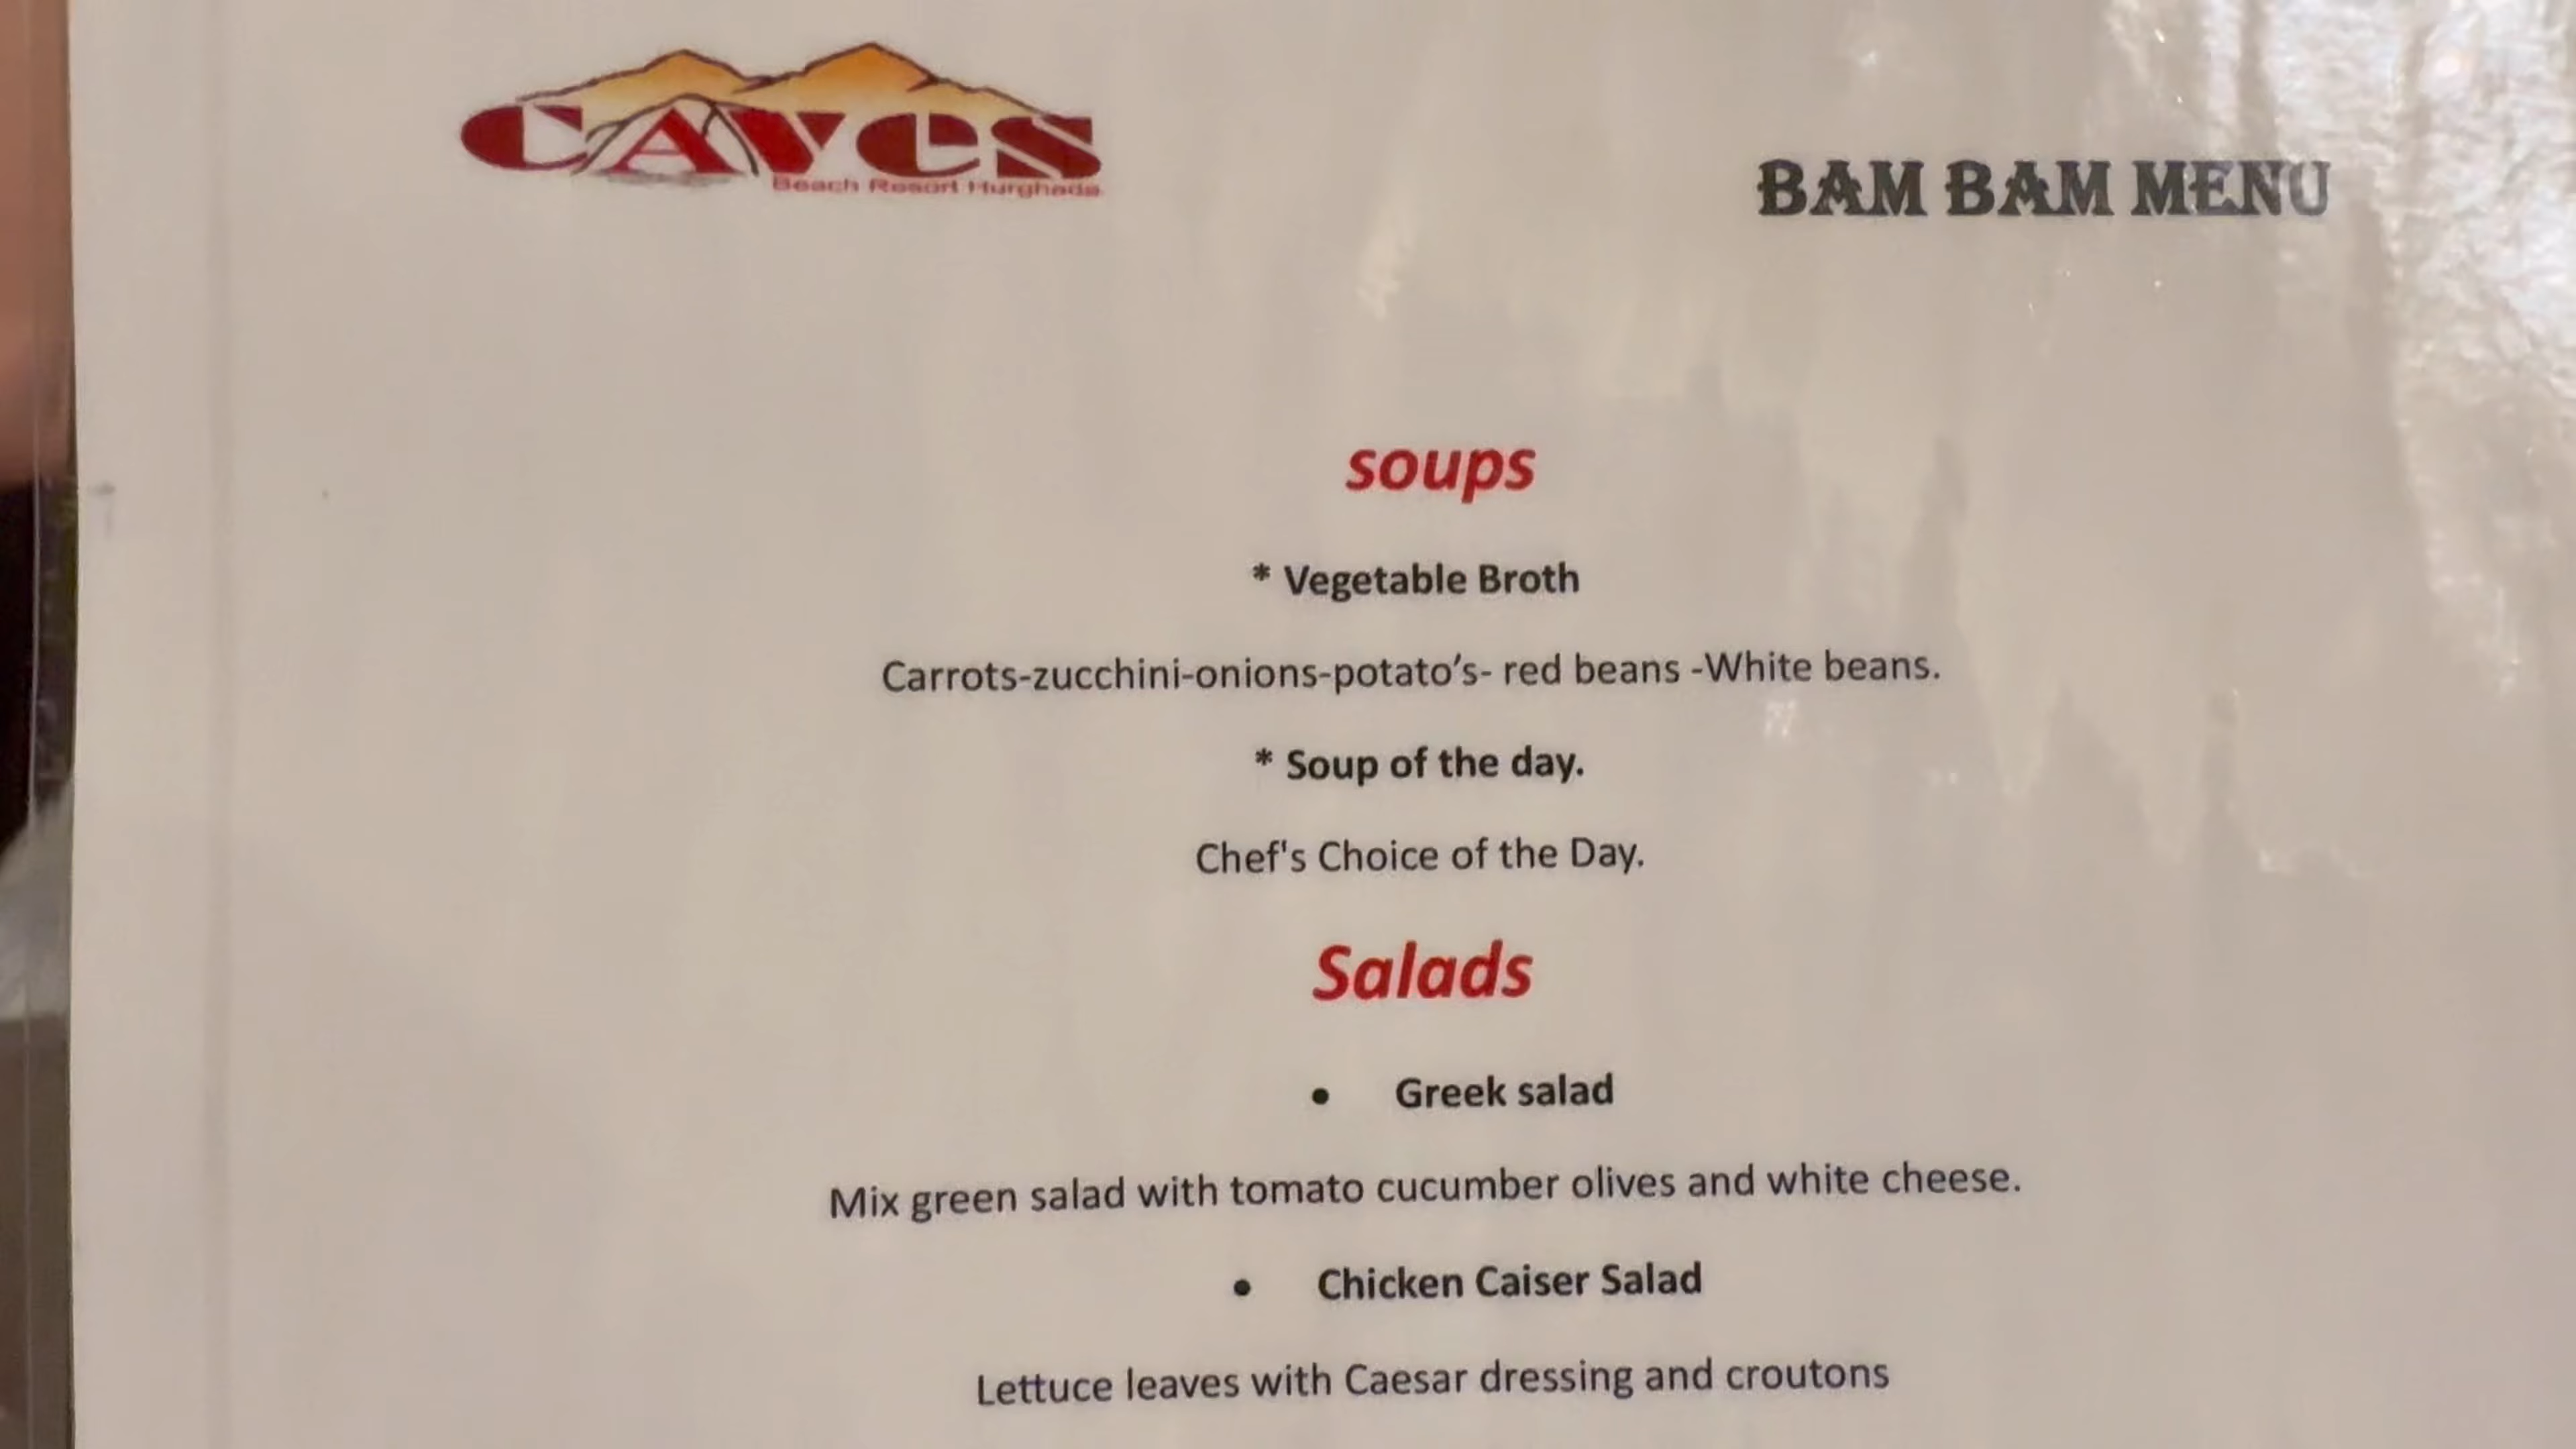 CAVES
Beach Resort Hurghada
BAM BAM MENU
soups
* Vegetable Broth
Carrots-zucchini-onions-potato’s- red beans -White beans.
* Soup of the day.
Chef's Choice of the Day.
Salads
• Greek salad
Mix green salad with tomato cucumber olives and white cheese.
• Chicken Caiser Salad
Lettuce leaves with Caesar dressing and croutons